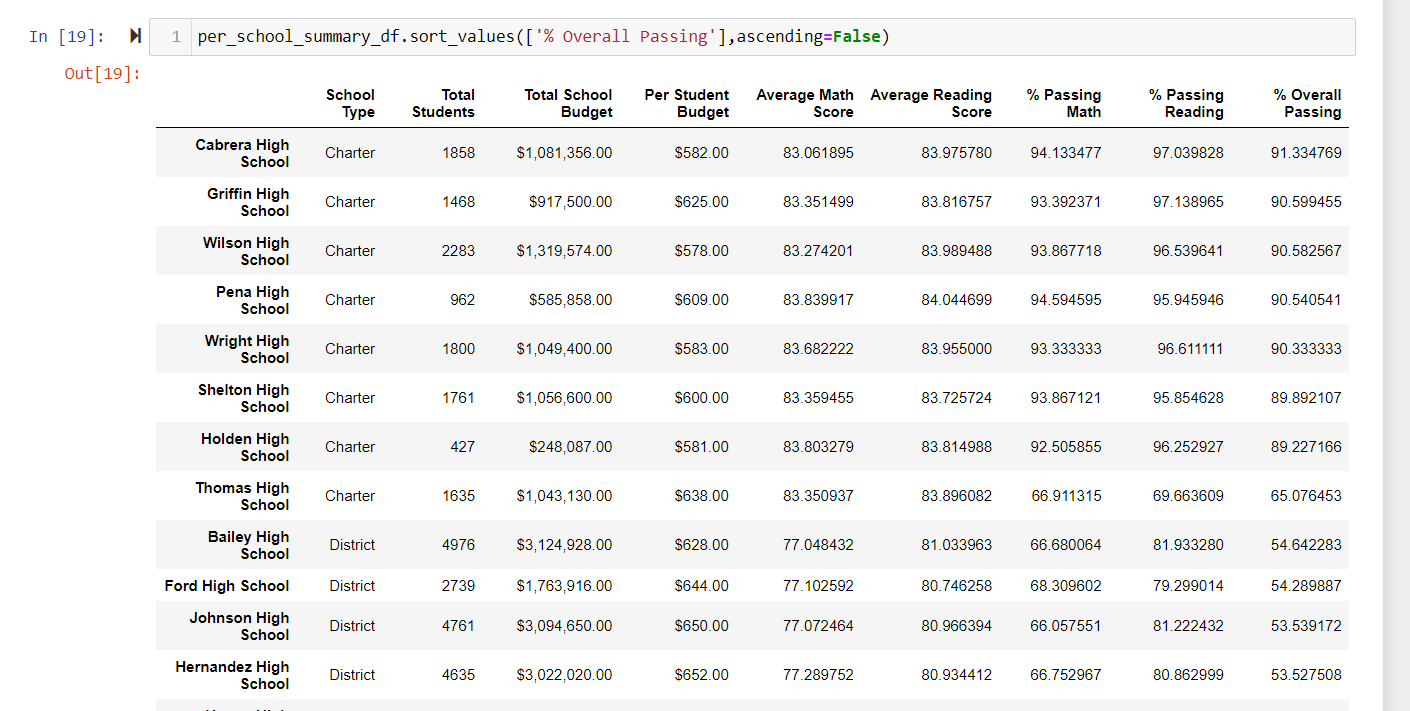 In [19]: 1 per_school_summary_df.sort_values(['% Overall Passing'],ascending=False)
Out[19]:
School Total Total School Per Student Average Math Average Reading % Passing % Passing % Overall
Type Students Budget Budget Score Score Math Reading Passing
Cabrera High
School Charter 1858 $1,081,356.00 $582.00 83.061895 83.975780 94.133477 97.039828 91.334769
Griffin High
School Charter 1468 $917,500.00 $625.00 83.351499 83.816757 93.392371 97.138965 90.599455
Wilson High
School Charter 2283 $1,319,574.00 $578.00 83.274201 83.989488 93.867718 96.539641 90.582567
Pena High
School Charter 962 $585,858.00 $609.00 83.839917 84.044699 94.594595 95.945946 90.540541
Wright High
School Charter 1800 $1,049,400.00 $583.00 83.682222 83.955000 93.333333 96.611111 90.333333
Shelton High
School Charter 1761 $1,056,600.00 $600.00 83.359455 83.725724 93.867121 95.854628 89.892107
Holden High
School Charter 427 $248,087.00 $581.00 83.803279 83.814988 92.505855 96.252927 89.227166
Thomas High
School Charter 1635 $1,043,130.00 $638.00 83.350937 83.896082 66.911315 69.663609 65.076453
Bailey High
School District 4976 $3,124,928.00 $628.00 77.048432 81.033963 66.680064 81.933280 54.642283
Ford High School District 2739 $1,763,916.00 $644.00 77.102592 80.746258 68.309602 79.299014 54.289887
Johnson High
School District 4761 $3,094,650.00 $650.00 77.072464 80.966394 66.057551 81.222432 53.539172
Hernandez High
School District 4635 $3,022,020.00 $652.00 77.289752 80.934412 66.752967 80.862999 53.527508